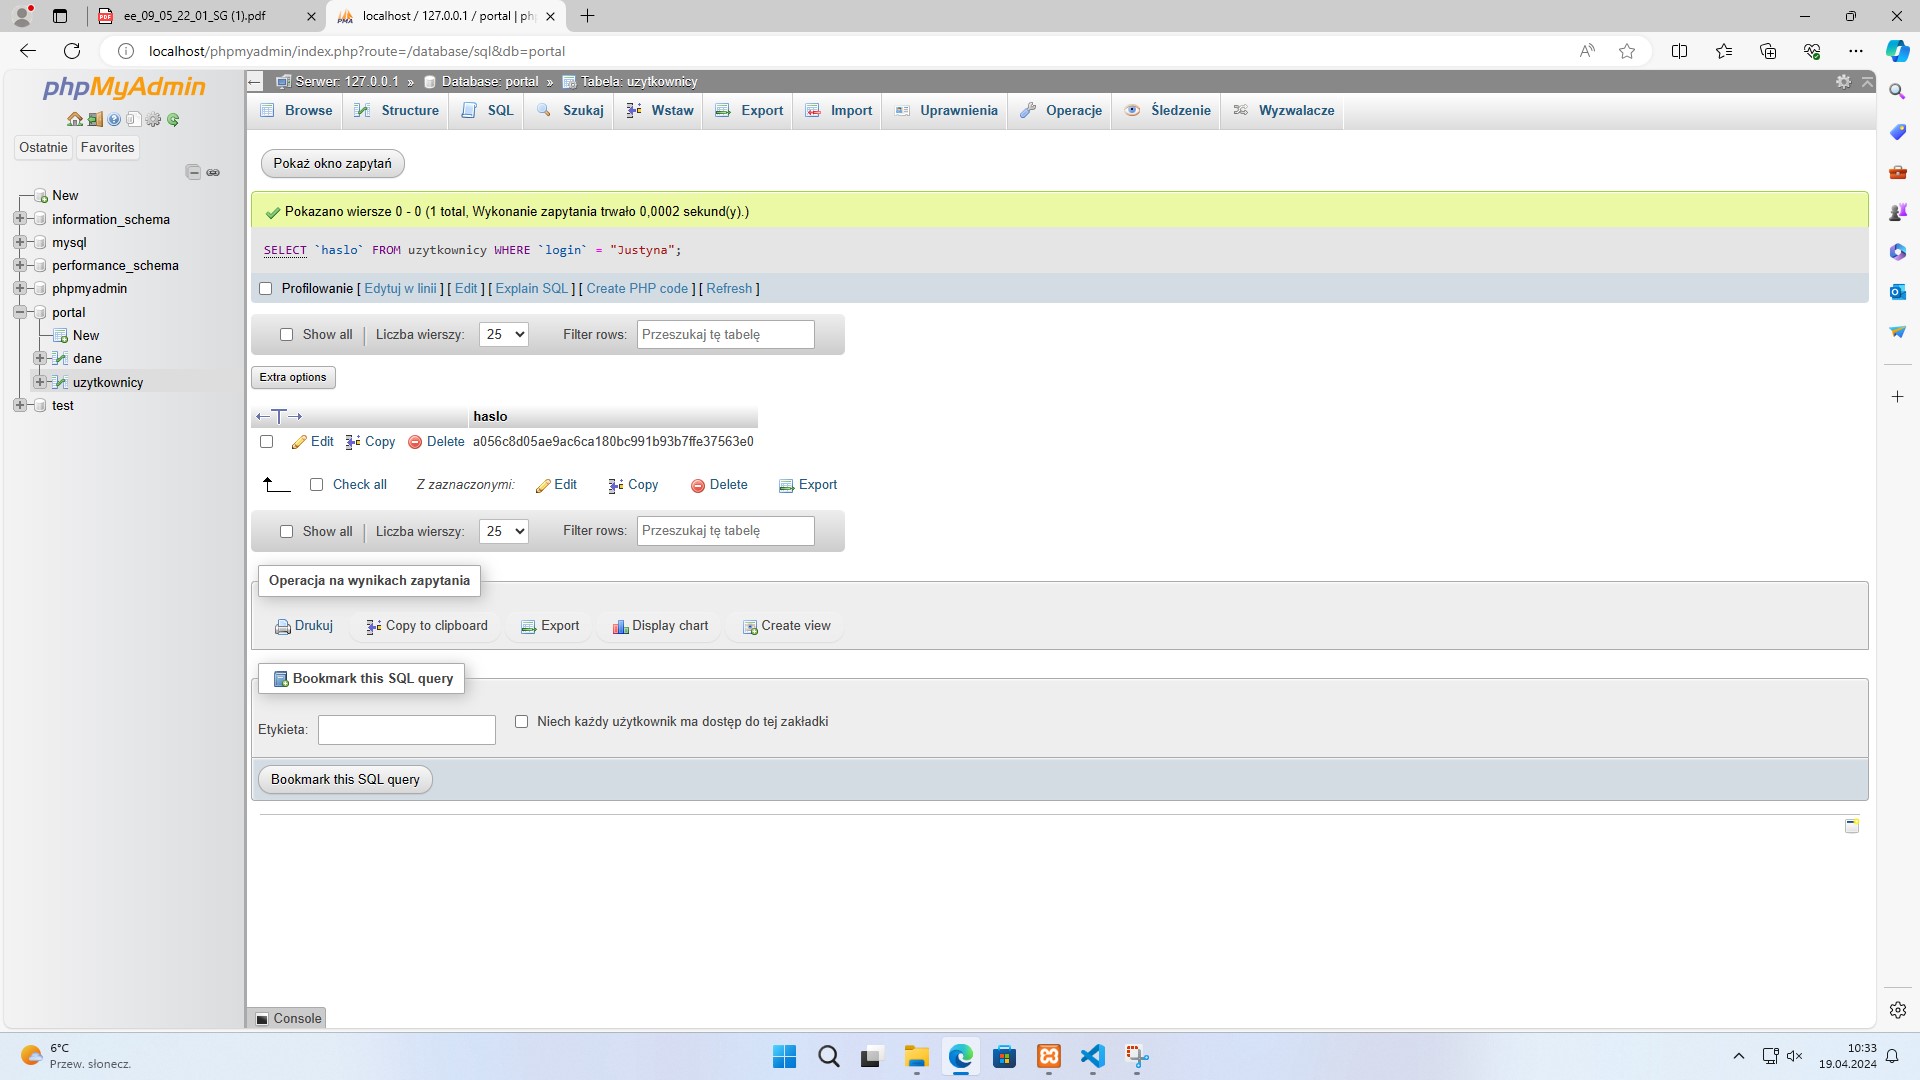 ee_09_05_22_01_SG (1).pdf
localhost / 127.0.0.1 / portal | ph
localhost/phpmyadmin/index.php?route=/database/sql&db=portal
phpMyAdmin
Ostatnie
Favorites
New
information_schema
mysql
performance_schema
phpmyadmin
portal
New
dane
uzytkownicy
test
Serwer: 127.0.0.1 » Database: portal » Tabela: uzytkownicy
Browse Structure SQL Szukaj Wstaw Export Import Uprawnienia Operacje Śledzenie Wyzwalacze
Pokaż okno zapytań
Pokazano wiersze 0 - 0 (1 total, Wykonanie zapytania trwało 0,0002 sekund(y).)
SELECT `haslo` FROM uzytkownicy WHERE `login` = "Justyna";
Profilowanie [ Edytuj w linii ] [ Edit ] [ Explain SQL ] [ Create PHP code ] [ Refresh ]
Show all | Liczba wierszy: 25 Filter rows: Przeszukaj tę tabelę
Extra options
←T→ haslo
Edit Copy Delete a056c8d05ae9ac6ca180bc991b93b7ffe37563e0
Check all Z zaznaczonymi: Edit Copy Delete Export
Show all | Liczba wierszy: 25 Filter rows: Przeszukaj tę tabelę
Operacja na wynikach zapytania
Drukuj Copy to clipboard Export Display chart Create view
Bookmark this SQL query
Etykieta: Niech każdy użytkownik ma dostęp do tej zakładki
Bookmark this SQL query
Console
6°C
Przew. słonecz.
10:33
19.04.2024